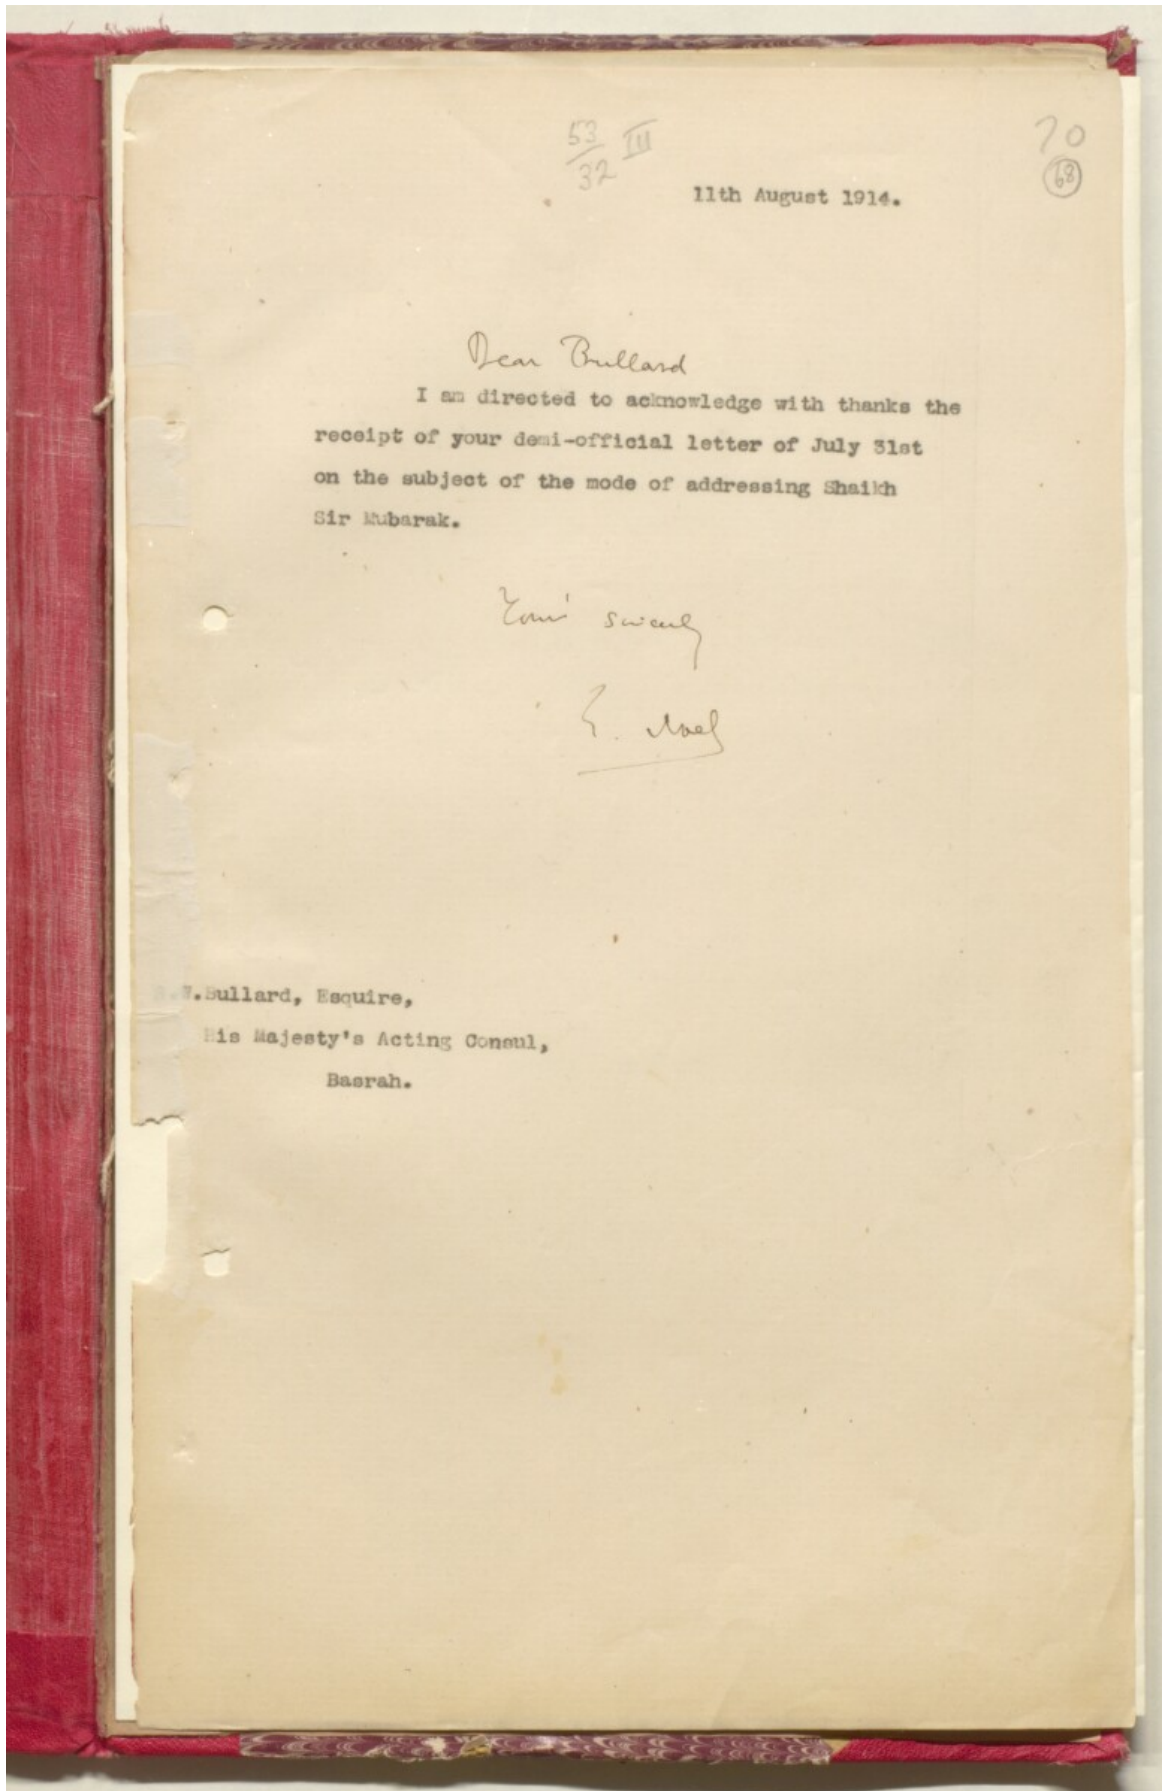 53/32 III
70
68
11th August 1914.
Dear Bullard
I am directed to acknowledge with thanks the
receipt of your demi-official letter of July 31st
on the subject of the mode of addressing Shaikh
Sir Mubarak.
Yours sincerely
E. Noel
R.W.Bullard, Esquire,
His Majesty's Acting Consul,
Basrah.